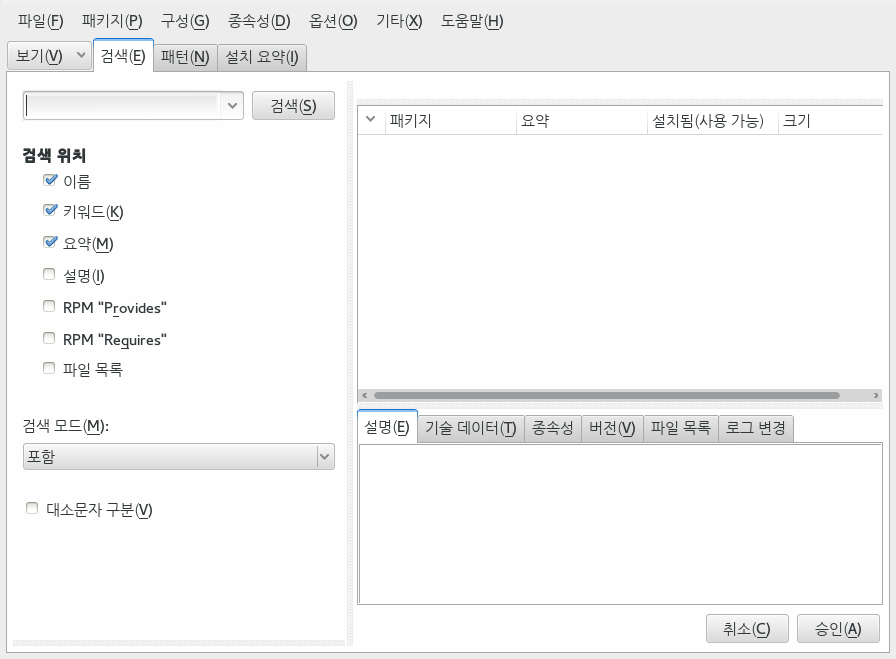 파일(F) 패키지(P) 구성(G) 종속성(D) 옵션(O) 기타(X) 도움말(H)
보기(V) 검색(E) 패턴(N) 설치 요약(I)
검색(S)
검색 위치
이름
키워드(K)
요약(M)
설명(I)
RPM "Provides"
RPM "Requires"
파일 목록
검색 모드(M):
포함
대소문자 구분(V)
패키지 요약 설치됨(사용 가능) 크기
설명(E) 기술 데이터(T) 종속성 버전(V) 파일 목록 로그 변경
취소(C) 승인(A)